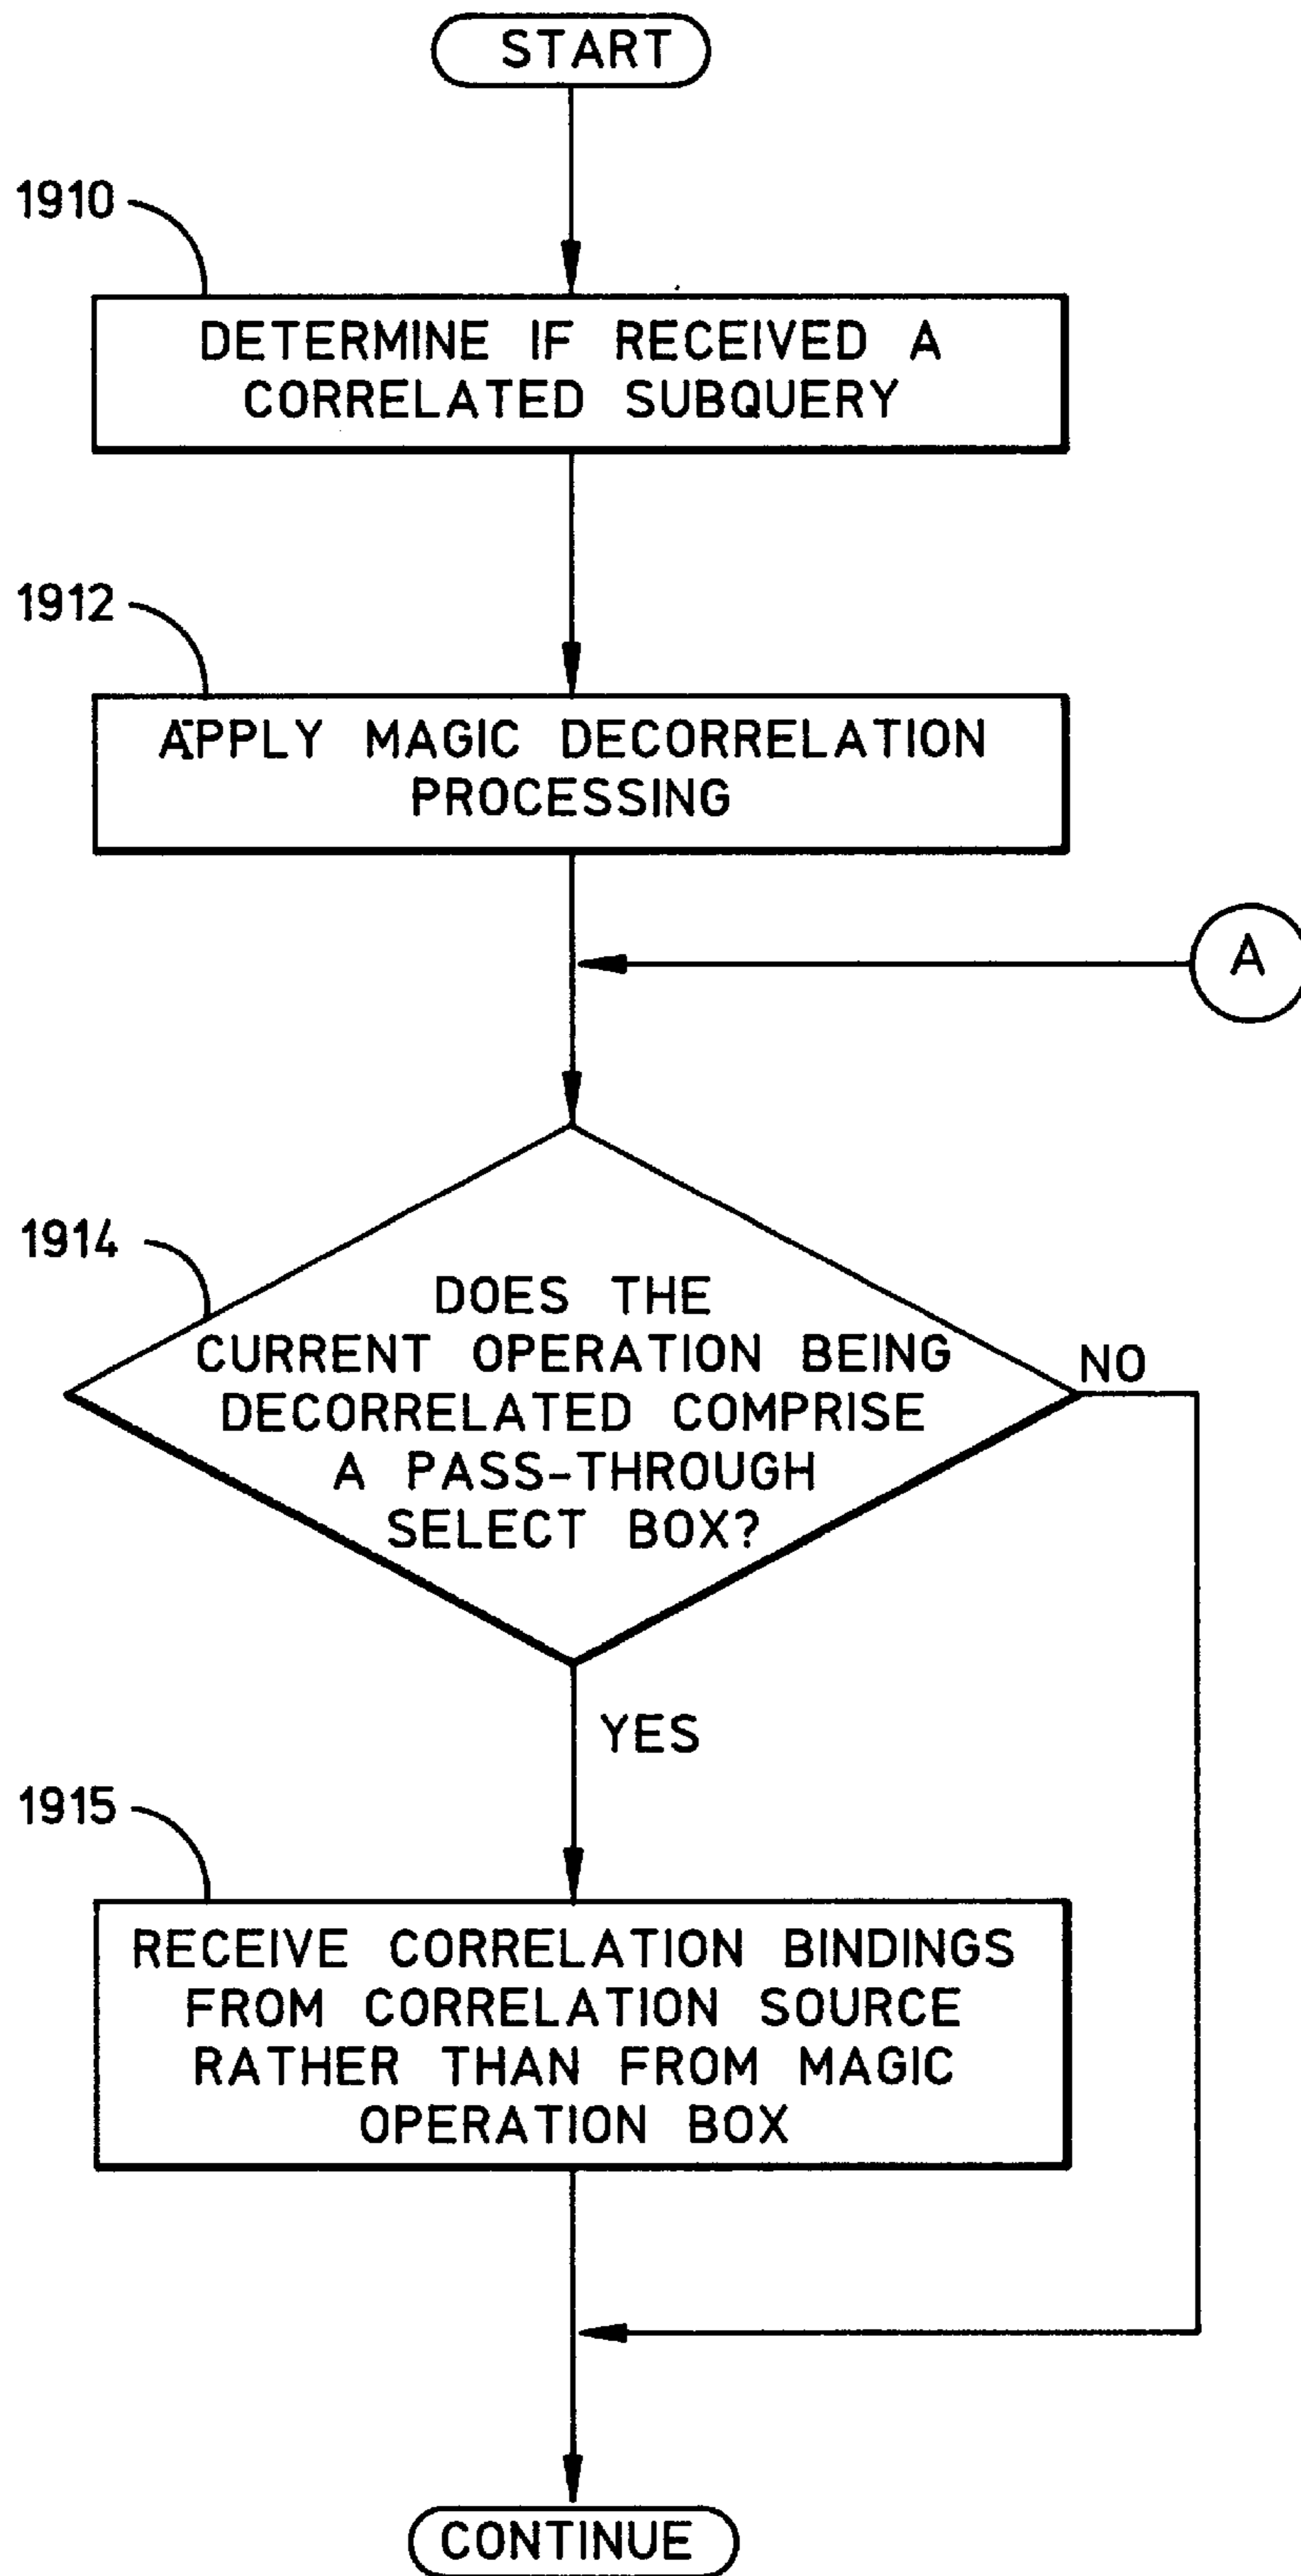 START
1910
DETERMINE IF RECEIVED A
CORRELATED SUBQUERY
1912
APPLY MAGIC DECORRELATION
PROCESSING
A
1914
DOES THE
CURRENT OPERATION BEING
DECORRELATED COMPRISE
A PASS-THROUGH
SELECT BOX?
NO
YES
1915
RECEIVE CORRELATION BINDINGS
FROM CORRELATION SOURCE
RATHER THAN FROM MAGIC
OPERATION BOX
CONTINUE